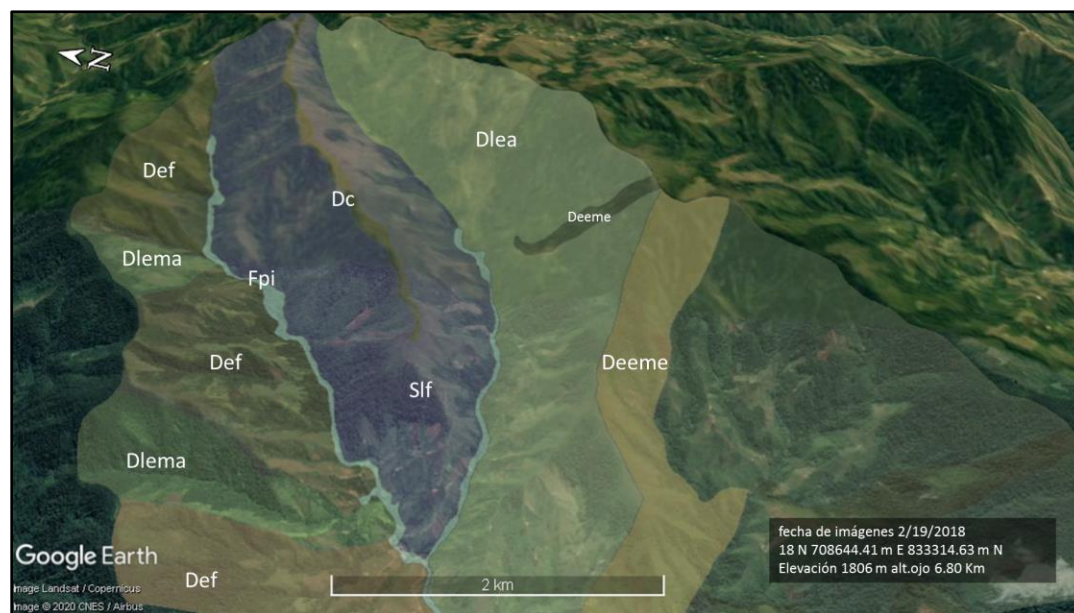 N
Dlea
Def
Dc
Deeme
Dlema
Fpi
Def
Deeme
Slf
Dlema
fecha de imágenes 2/19/2018
18 N 708644.41 m E 833314.63 m N
Elevación 1806 m alt.ojo 6.80 Km
Google Earth
Def
2 km
Image Landsat / Copernicus
Image © 2020 CNES / Airbus